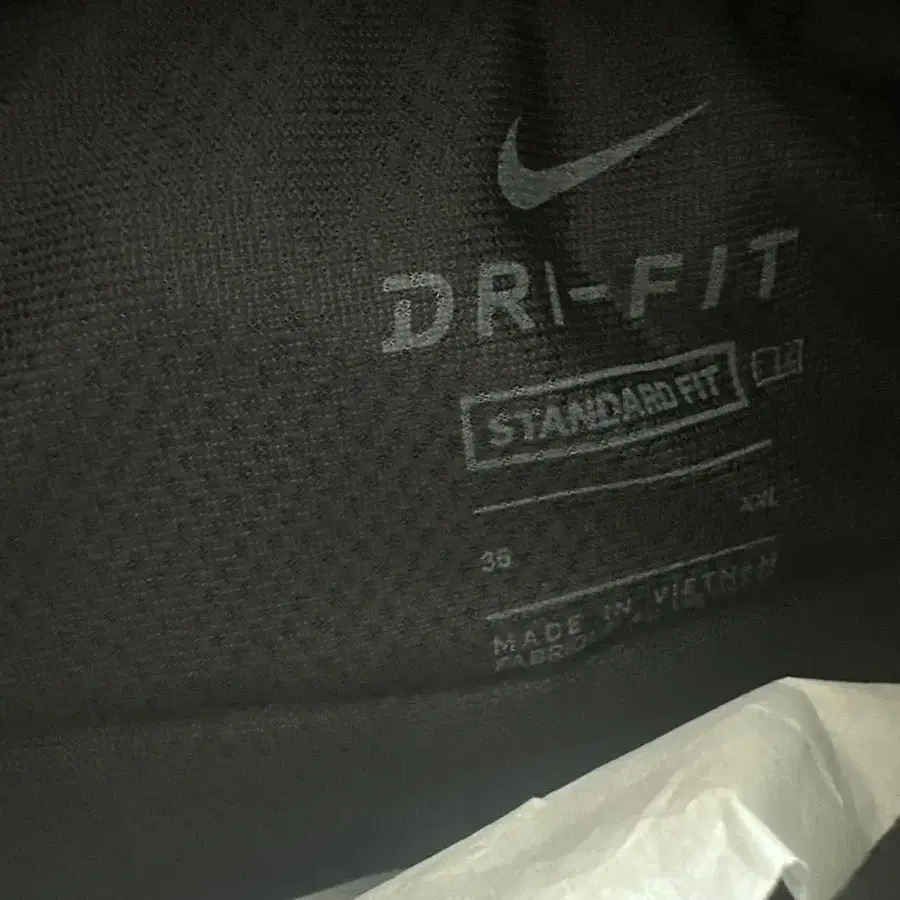 DRI-FIT
STANDARD FIT
XXL
36
MADE IN VIETNAM